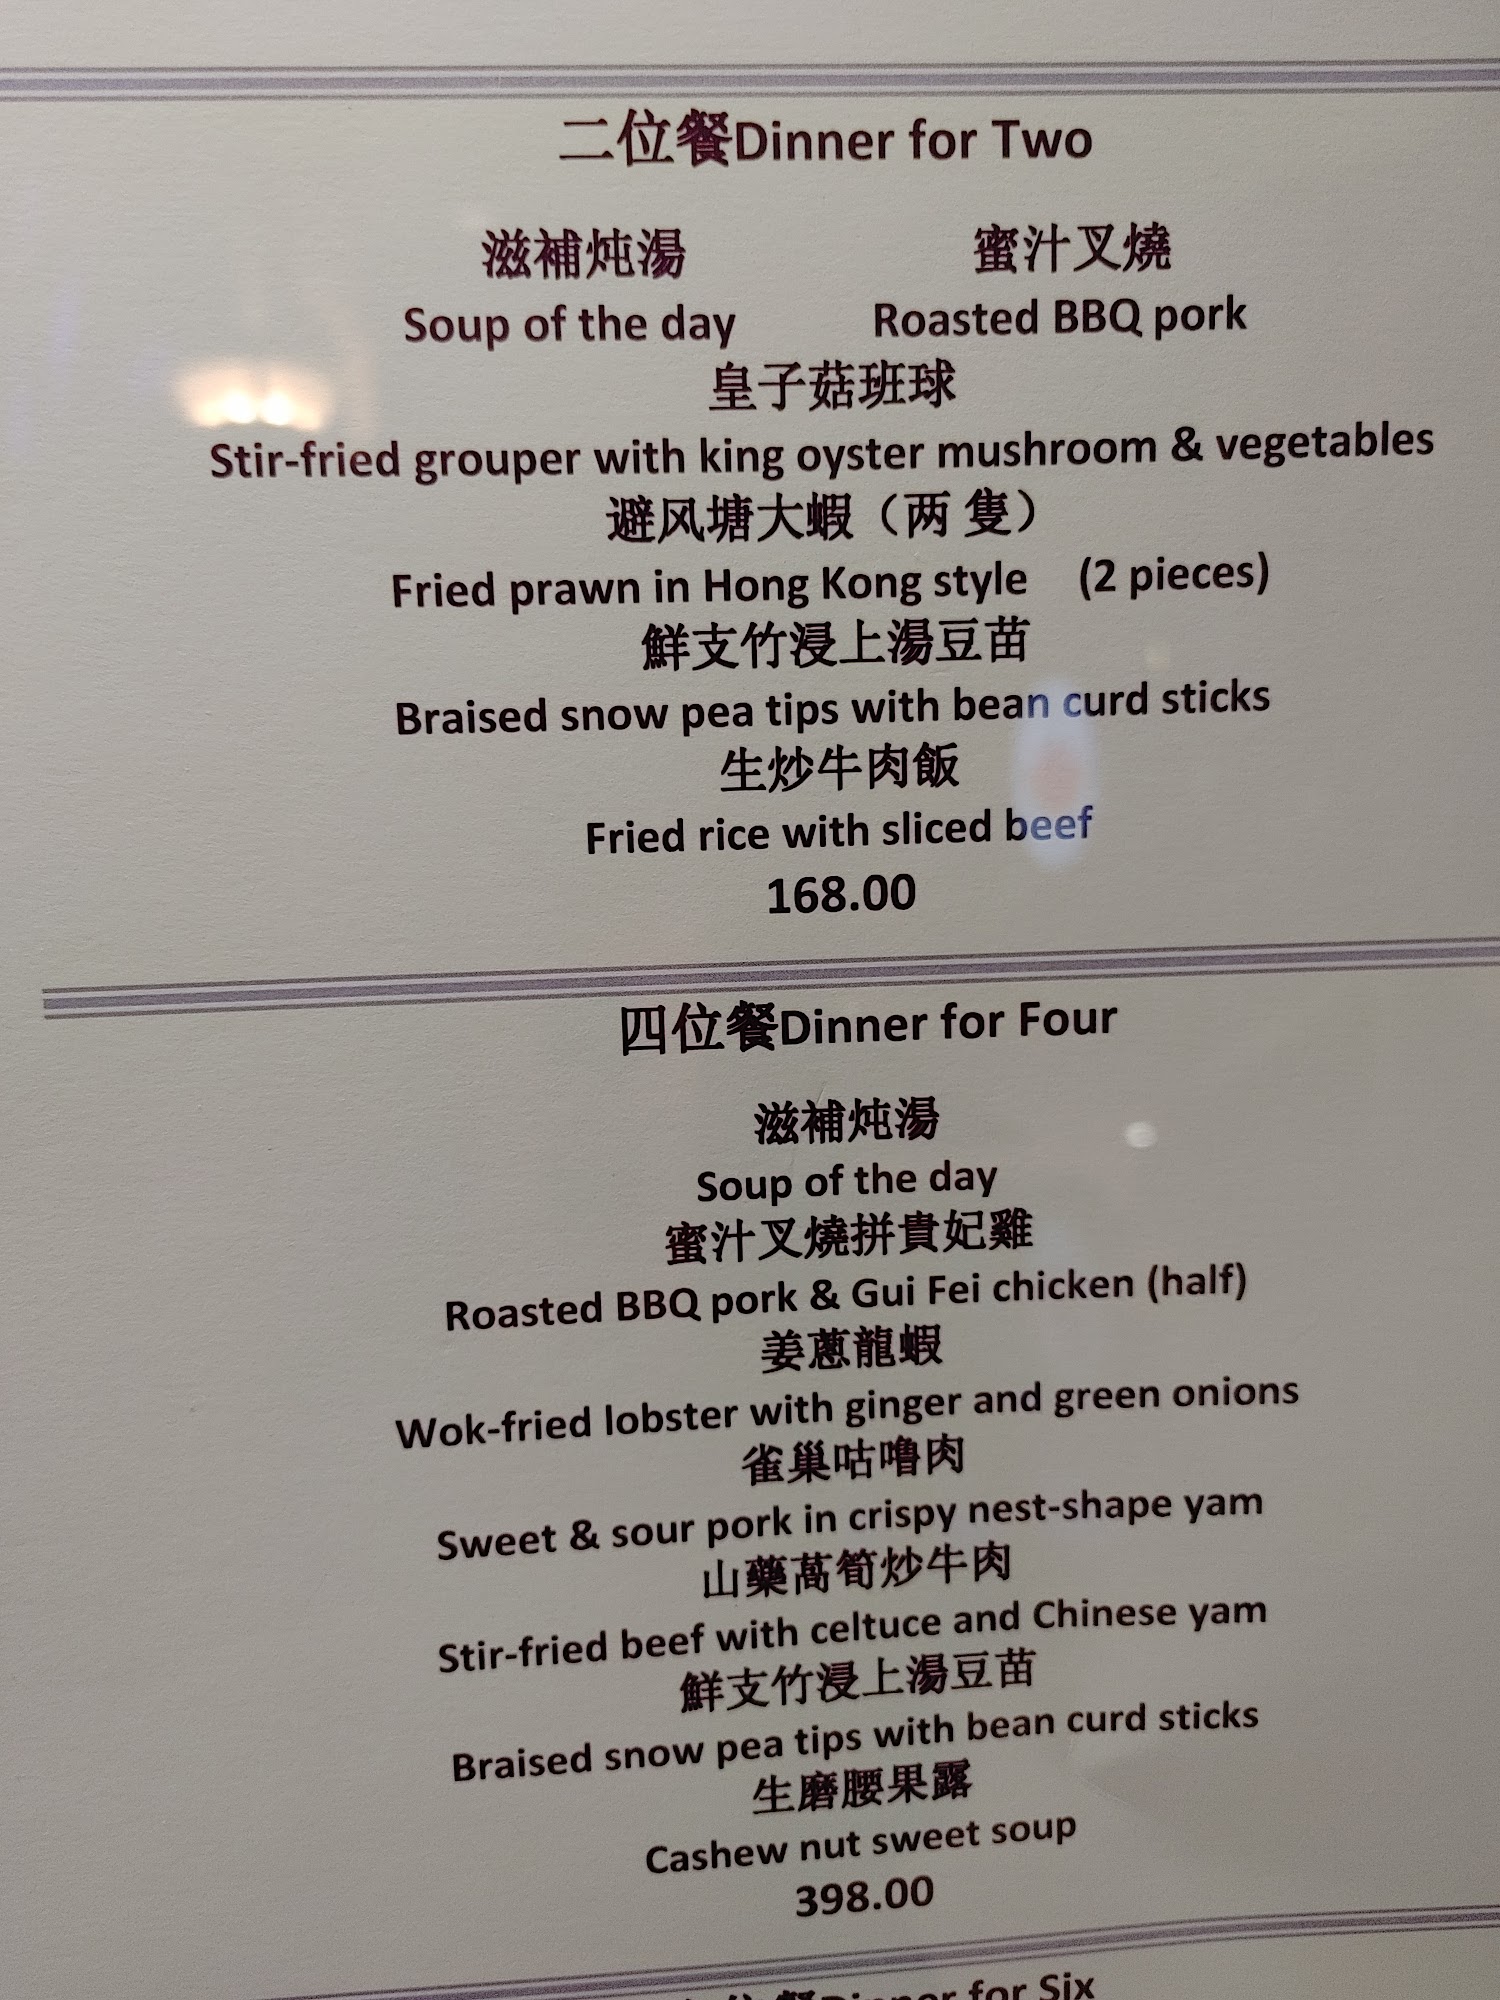 二位餐Dinner for Two
滋補炖湯 蜜汁叉燒
Soup of the day Roasted BBQ pork
皇子菇班球
Stir-fried grouper with king oyster mushroom & vegetables
避风塘大蝦（两 隻）
Fried prawn in Hong Kong style (2 pieces)
鮮支竹浸上湯豆苗
Braised snow pea tips with bean curd sticks
生炒牛肉飯
Fried rice with sliced beef
168.00
四位餐Dinner for Four
滋補炖湯
Soup of the day
蜜汁叉燒拼貴妃雞
Roasted BBQ pork & Gui Fei chicken (half)
姜蔥龍蝦
Wok-fried lobster with ginger and green onions
雀巢咕嚕肉
Sweet & sour pork in crispy nest-shape yam
山藥萵筍炒牛肉
Stir-fried beef with celtuce and Chinese yam
鮮支竹浸上湯豆苗
Braised snow pea tips with bean curd sticks
生磨腰果露
Cashew nut sweet soup
398.00
位餐Dinner for Six